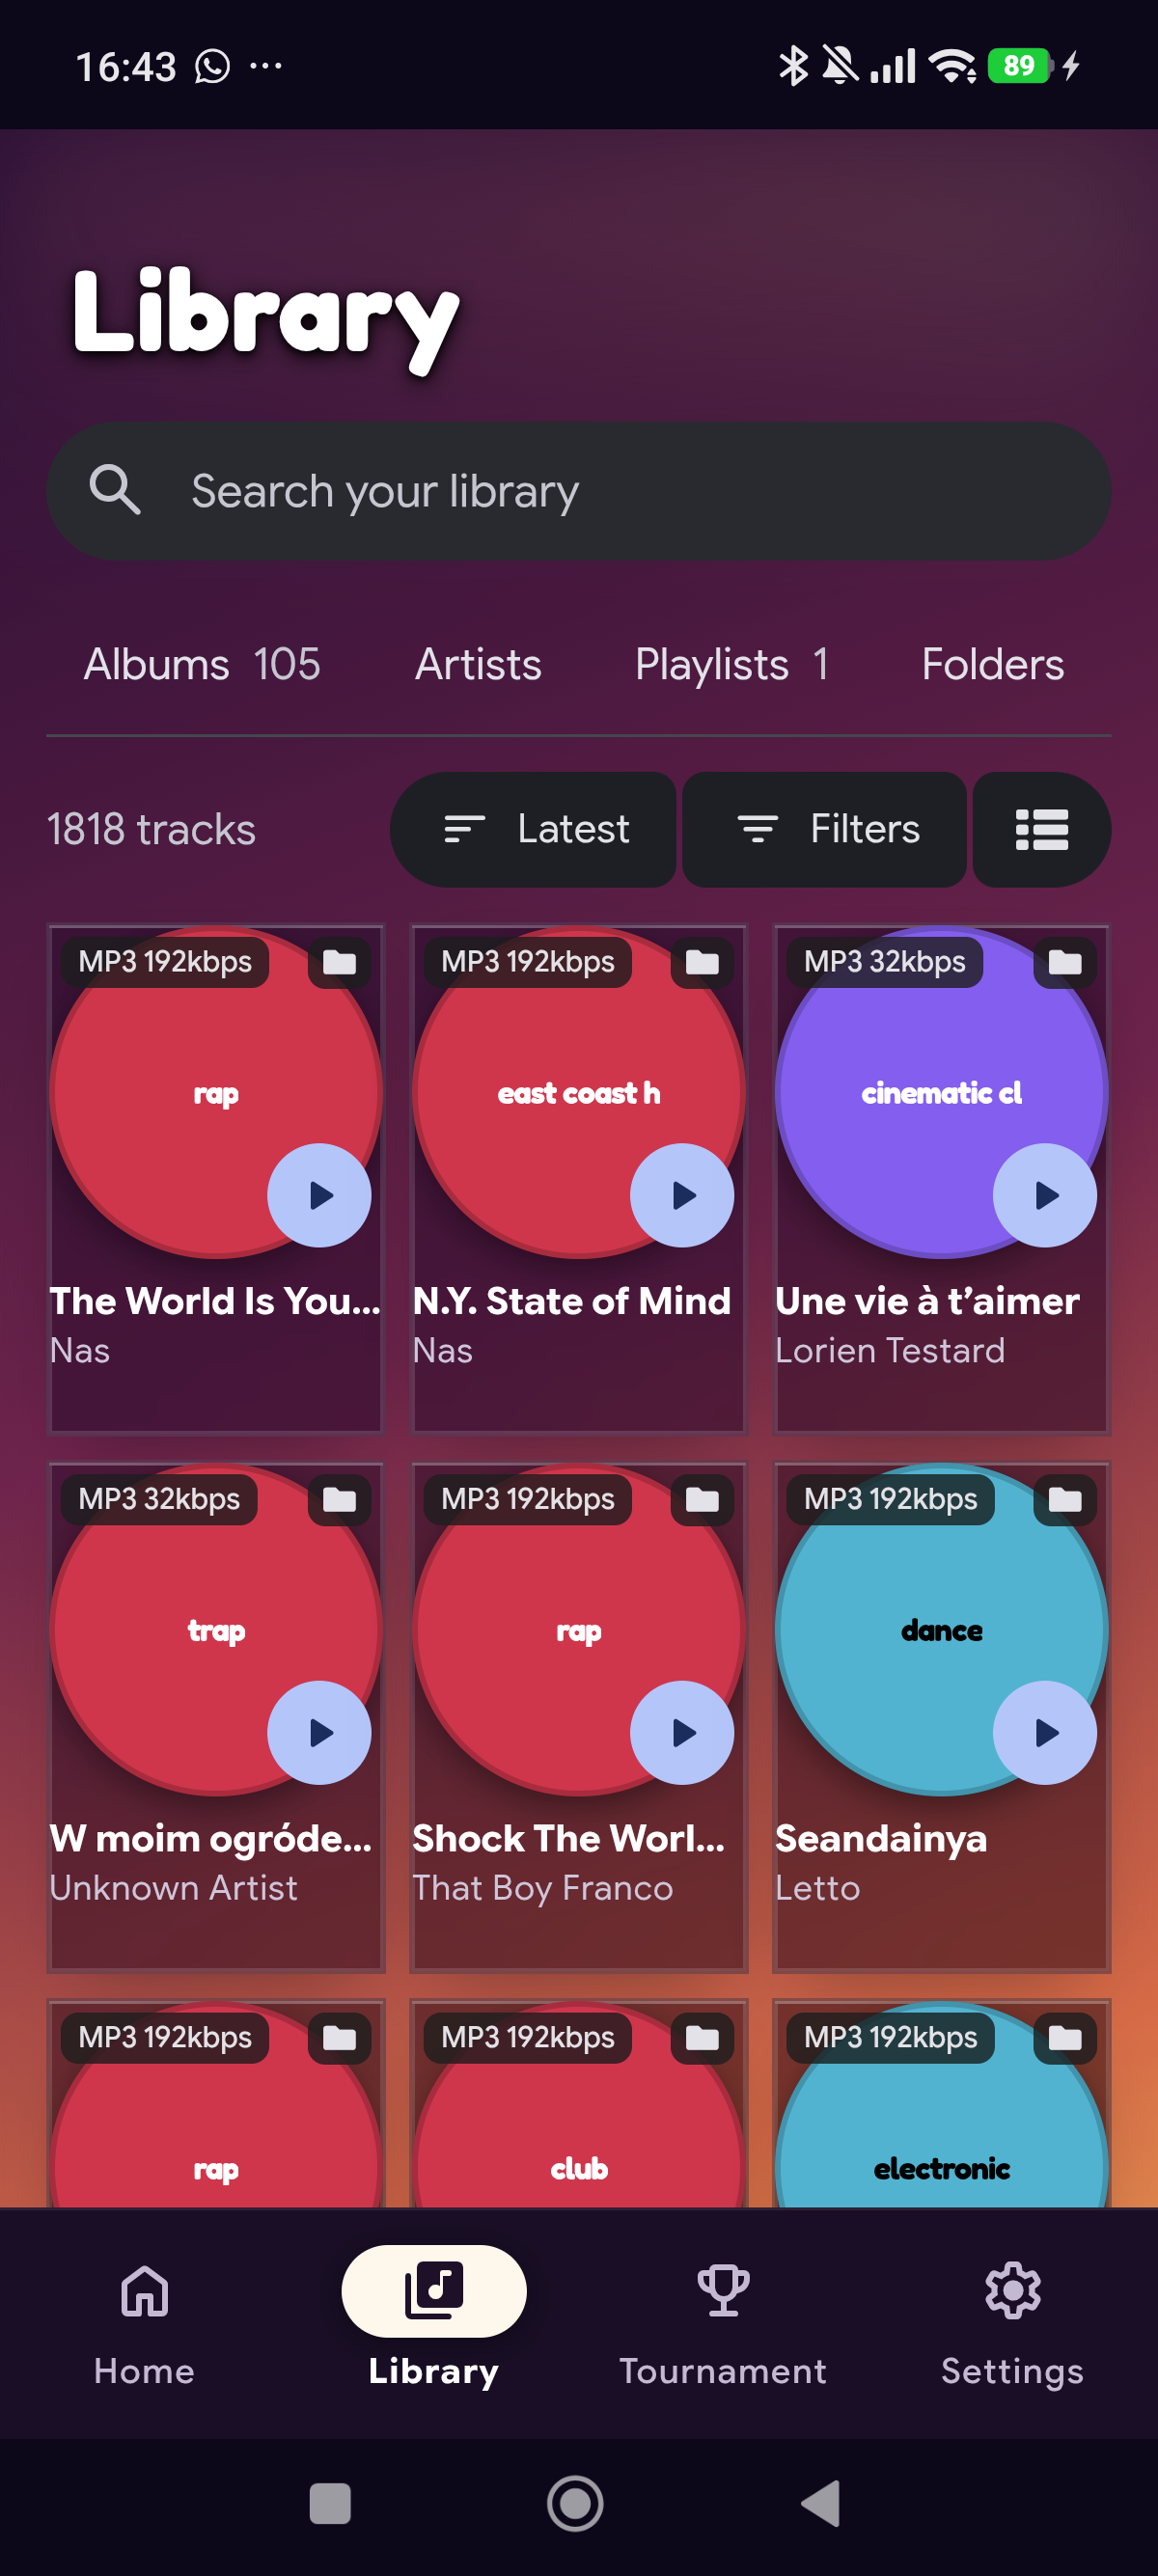 16:43 ...
89
Library
Search your library
Albums 105 Artists Playlists 1 Folders
1818 tracks Latest Filters
MP3 192kbps MP3 192kbps MP3 32kbps
rap east coast h cinematic cl
The World Is You... N.Y. State of Mind Une vie à t’aimer
Nas Nas Lorien Testard
MP3 32kbps MP3 192kbps MP3 192kbps
trap rap dance
W moim ogróde... Shock The Worl... Seandainya
Unknown Artist That Boy Franco Letto
MP3 192kbps MP3 192kbps MP3 192kbps
rap club electronic
Home Library Tournament Settings